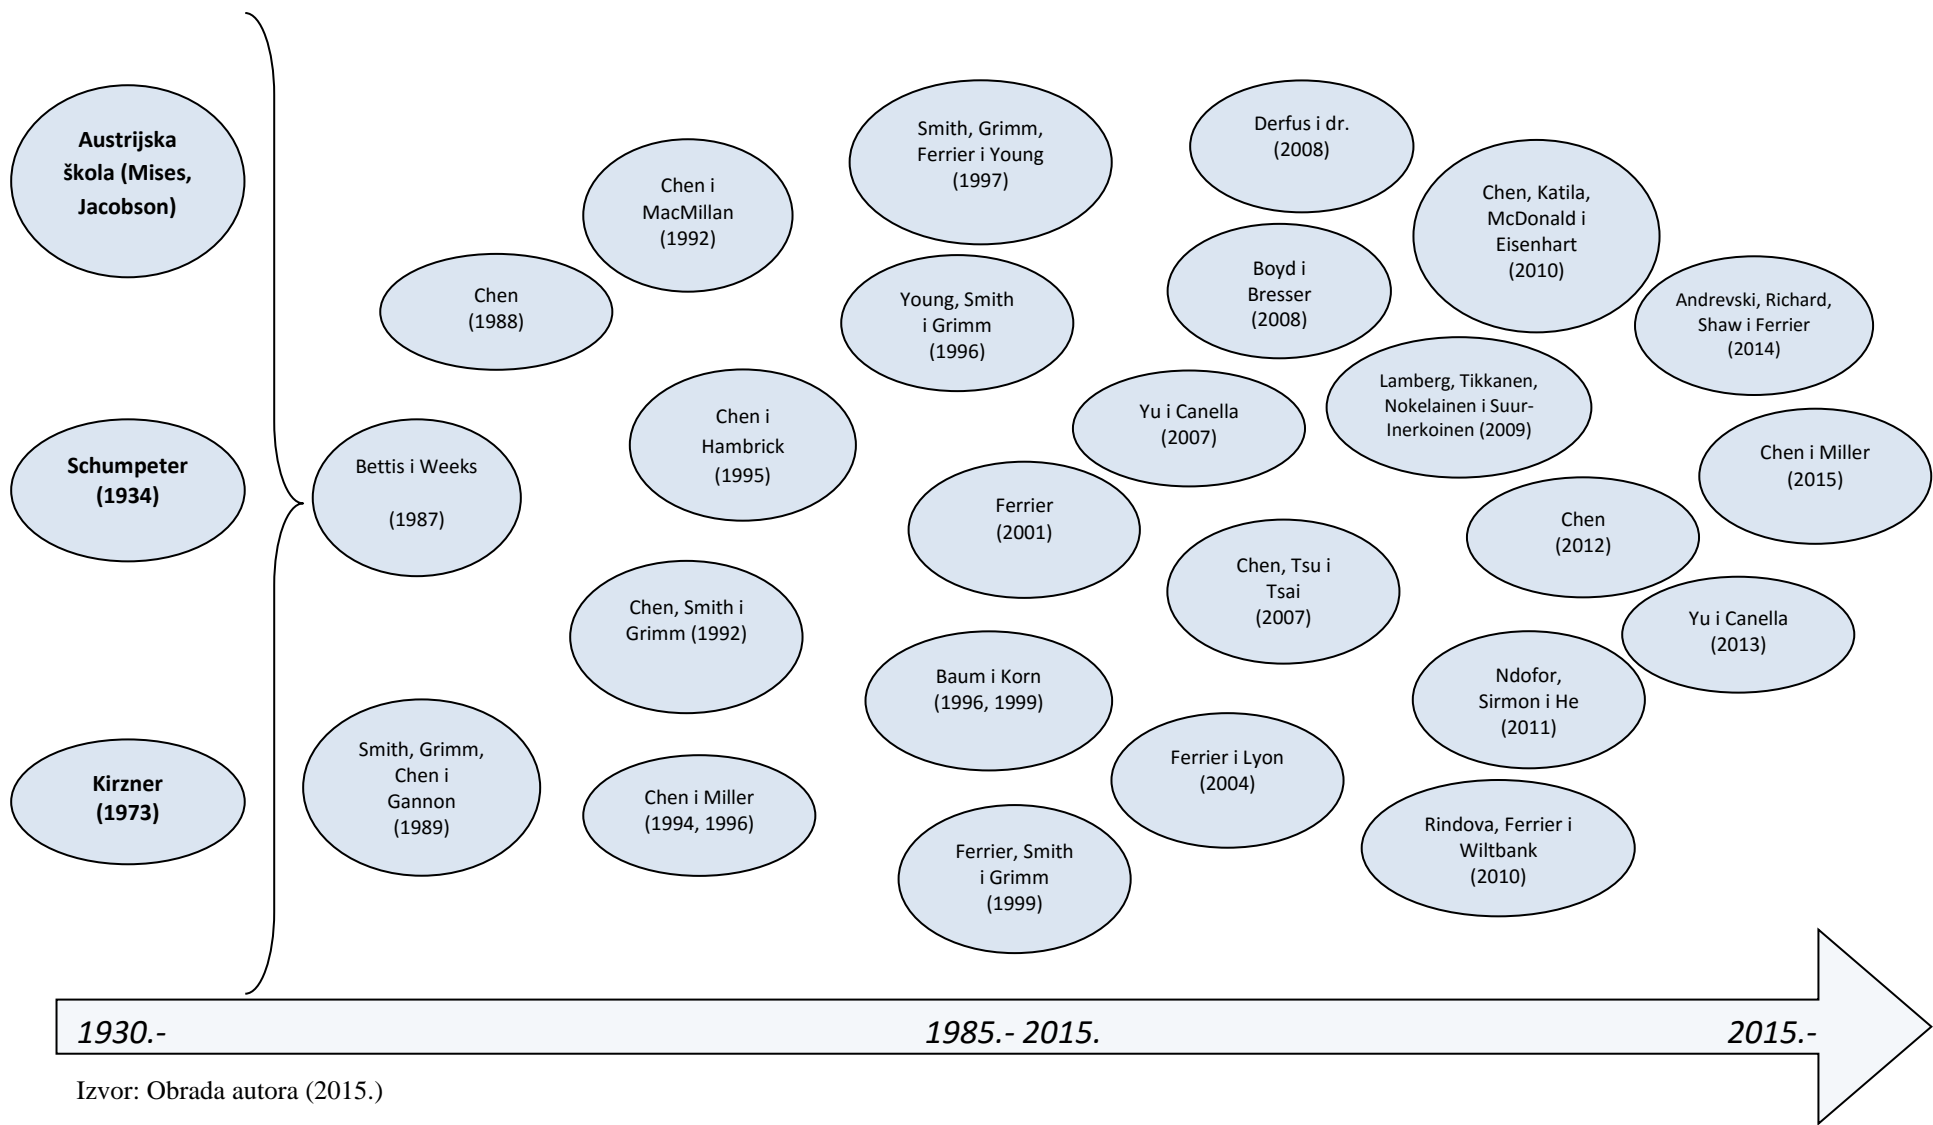 Austrijska
škola (Mises,
Jacobson)
Schumpeter
(1934)
Kirzner
(1973)
Bettis i Weeks
(1987)
Smith, Grimm,
Chen i
Gannon
(1989)
Chen
(1988)
Chen i
MacMillan
(1992)
Chen i
Hambrick
(1995)
Chen, Smith i
Grimm (1992)
Chen i Miller
(1994, 1996)
Smith, Grimm,
Ferrier i Young
(1997)
Young, Smith
i Grimm
(1996)
Ferrier
(2001)
Baum i Korn
(1996, 1999)
Ferrier, Smith
i Grimm
(1999)
Derfus i dr.
(2008)
Boyd i
Bresser
(2008)
Yu i Canella
(2007)
Chen, Tsu i
Tsai
(2007)
Ferrier i Lyon
(2004)
Chen, Katila,
McDonald i
Eisenhart
(2010)
Lamberg, Tikkanen,
Nokelainen i Suur-
Inerkoinen (2009)
Chen
(2012)
Ndofor,
Sirmon i He
(2011)
Rindova, Ferrier i
Wiltbank
(2010)
Andrevski, Richard,
Shaw i Ferrier
(2014)
Chen i Miller
(2015)
Yu i Canella
(2013)
1930.-
1985.- 2015.
2015.-
Izvor: Obrada autora (2015.)